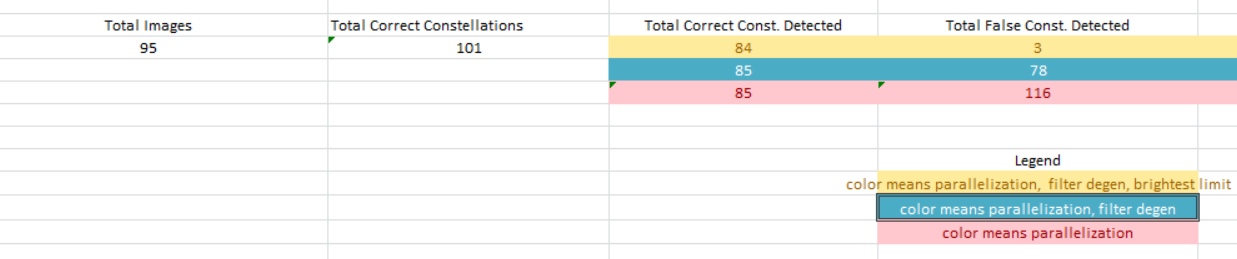 Total Images Total Correct Constellations Total Correct Const. Detected Total False Const. Detected
95 101 84 3
85 78
85 116
Legend
color means parallelization, filter degen, brightest limit
color means parallelization, filter degen
color means parallelization